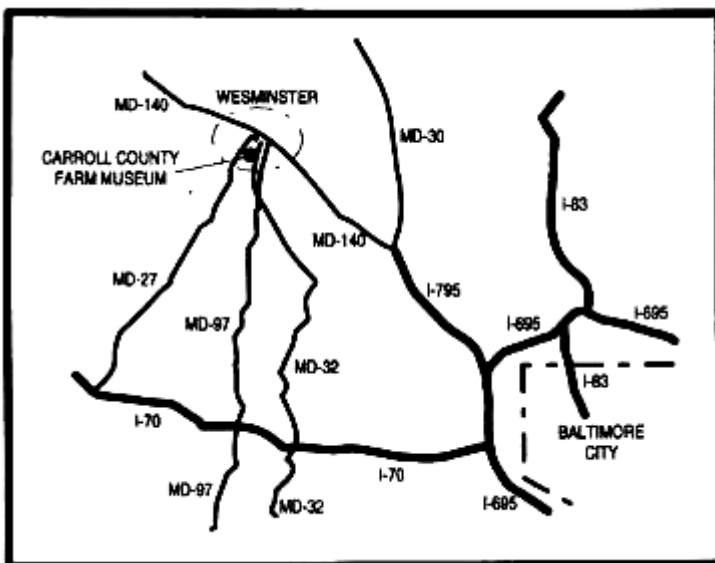 WESMINSTER
MD-140
MD-30
CARROLL COUNTY
FARM MUSEUM
I-83
MD-140
MD-27
I-795
MD-97
I-695
I-695
MD-32
I-83
I-70
BALTIMORE
CITY
I-70
MD-97
MD-32
I-695